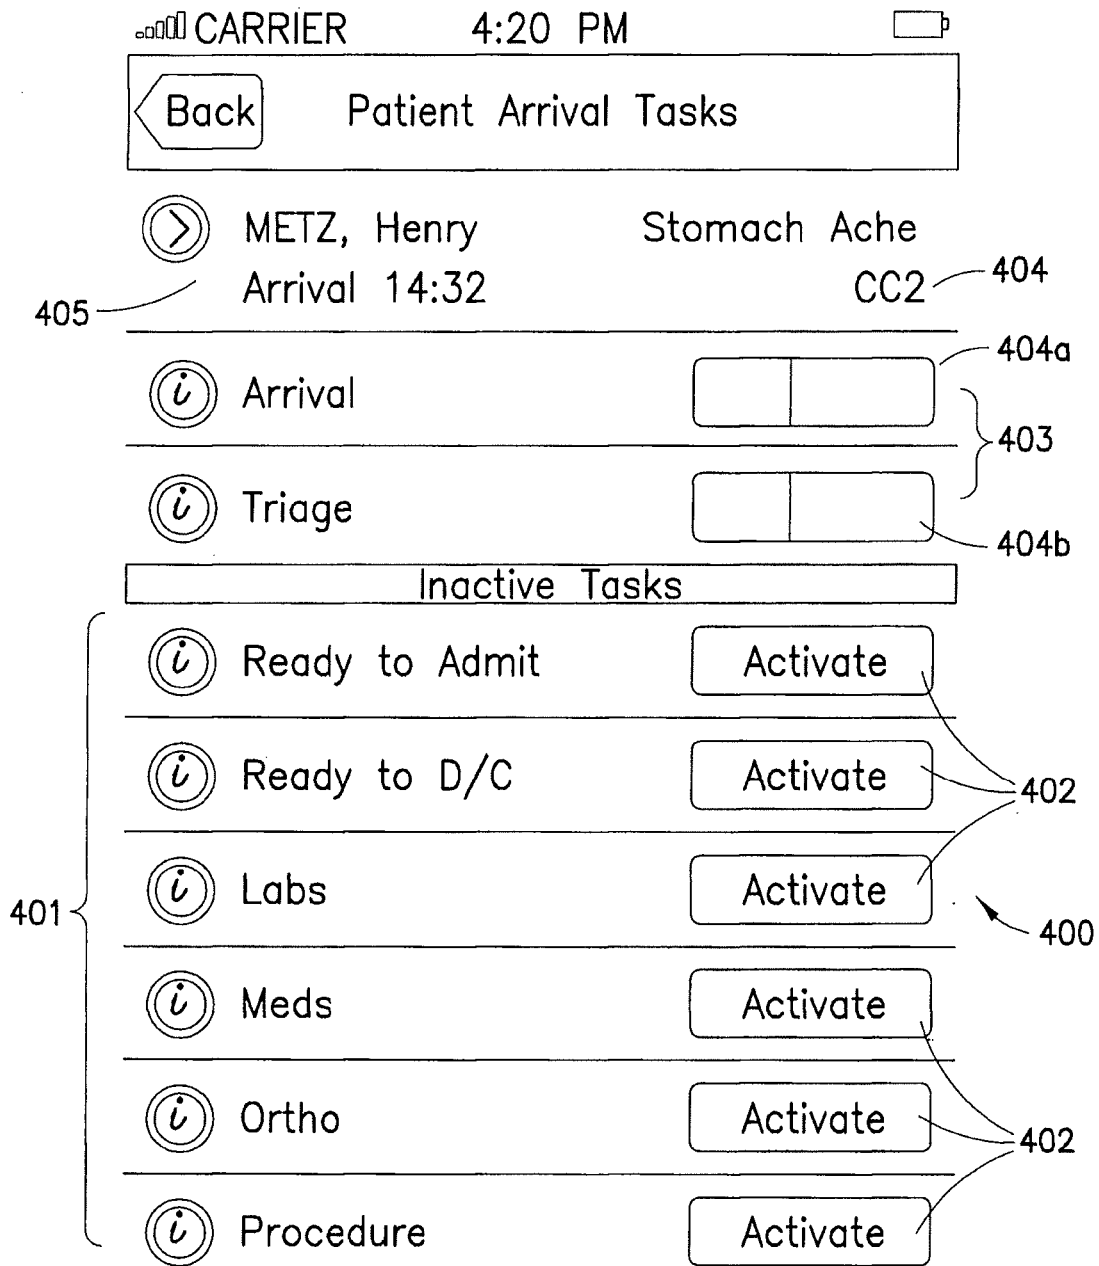 CARRIER 4:20 PM
Back Patient Arrival Tasks
METZ, Henry Stomach Ache
Arrival 14:32 CC2 404
405
i Arrival 404a
403
i Triage 404b
Inactive Tasks
i Ready to Admit Activate
i Ready to D/C Activate 402
i Labs Activate
401 400
i Meds Activate
i Ortho Activate 402
i Procedure Activate